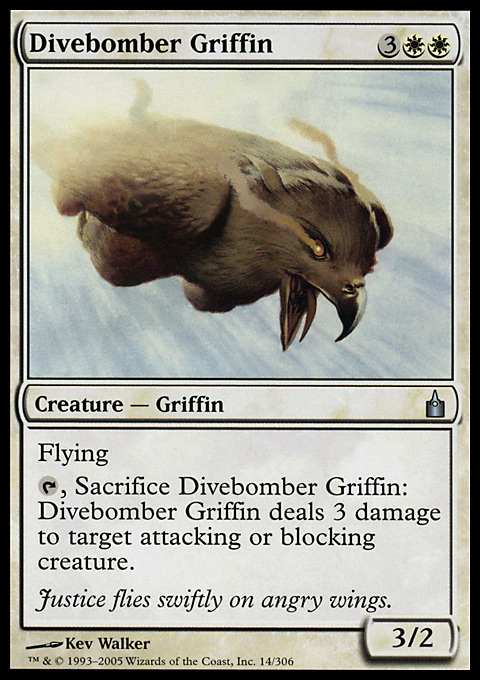 Divebomber Griffin 3
Creature — Griffin
Flying
, Sacrifice Divebomber Griffin:
Divebomber Griffin deals 3 damage
to target attacking or blocking
creature.
Justice flies swiftly on angry wings.
3/2
Kev Walker
™ & © 1993–2005 Wizards of the Coast, Inc. 14/306